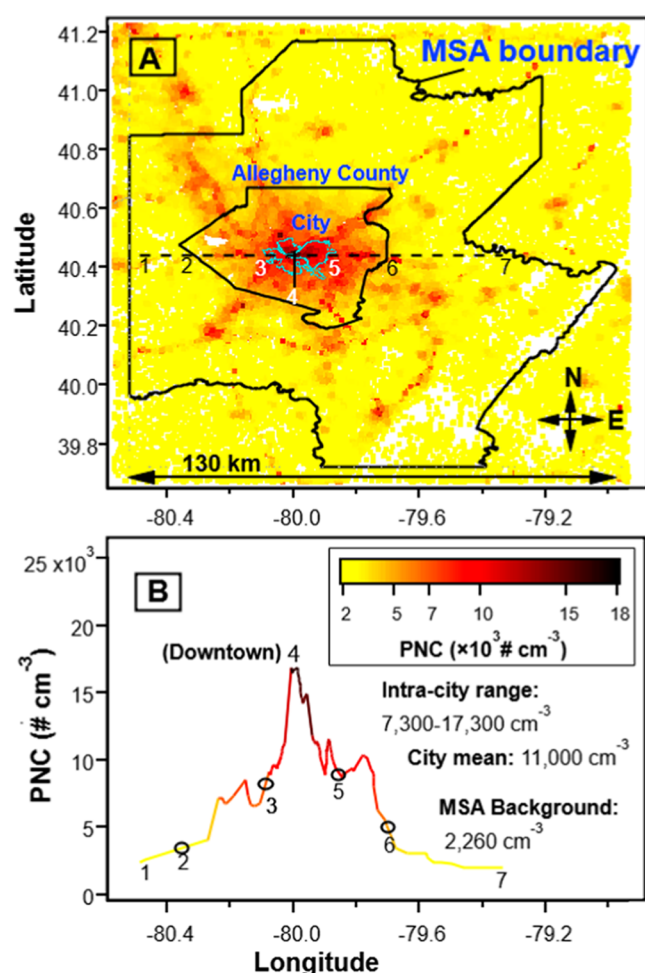 A
MSA boundary
Allegheny County
City
1 2 3 4 5 6 7
N
E
130 km
41.2
41.0
40.8
40.6
40.4
40.2
40.0
39.8
Latitude
-80.4 -80.0 -79.6 -79.2
B
25 x10³
20
15
10
5
0
PNC (# cm⁻³)
2 5 7 10 15 18
PNC (×10³# cm⁻³)
(Downtown) 4
Intra-city range:
7,300-17,300 cm⁻³
City mean: 11,000 cm⁻³
MSA Background:
2,260 cm⁻³
1 2 3 5 6 7
-80.4 -80.0 -79.6 -79.2
Longitude